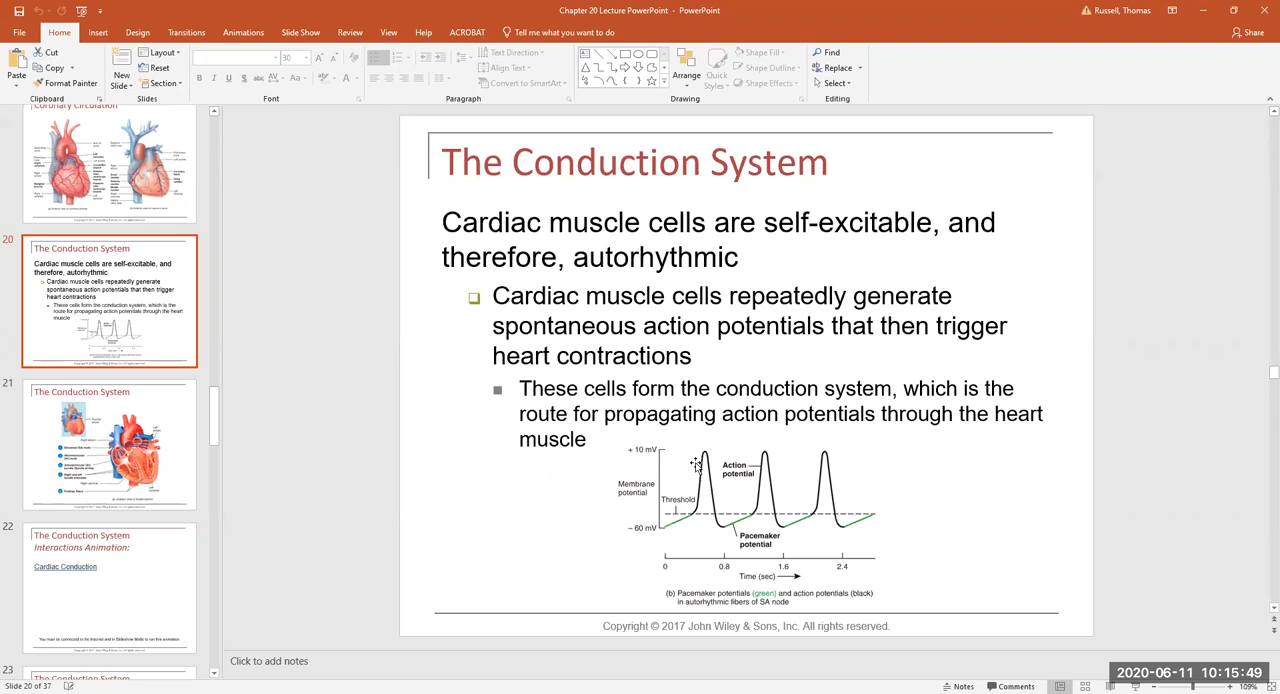 Chapter 20 Lecture PowerPoint - PowerPoint
Russell, Thomas
File Home Insert Design Transitions Animations Slide Show Review View Help ACROBAT Tell me what you want to do
Share
Paste
Cut
Copy
Format Painter
Clipboard
New Slide
Layout
Reset
Section
Slides
30
Font
Text Direction
Align Text
Convert to SmartArt
Paragraph
Arrange
Quick Styles
Shape Fill
Shape Outline
Shape Effects
Drawing
Find
Replace
Select
Editing
Coronary Circulation
20
The Conduction System
Cardiac muscle cells are self-excitable, and
therefore, autorhythmic
Cardiac muscle cells repeatedly generate
spontaneous action potentials that then trigger
heart contractions
These cells form the conduction system, which is the
route for propagating action potentials through the heart
muscle
21
The Conduction System
22
The Conduction System
Interactions Animation:
Cardiac Conduction
You must be connected to the internet and in Slideshow Mode to run this animation.
23
The Conduction System
The Conduction System
Cardiac muscle cells are self-excitable, and
therefore, autorhythmic
Cardiac muscle cells repeatedly generate
spontaneous action potentials that then trigger
heart contractions
These cells form the conduction system, which is the
route for propagating action potentials through the heart
muscle
+ 10 mV
Membrane
potential
Threshold
– 60 mV
Action
potential
Pacemaker
potential
0 0.8 1.6 2.4
Time (sec)
(b) Pacemaker potentials (green) and action potentials (black)
in autorhythmic fibers of SA node
Copyright © 2017 John Wiley & Sons, Inc. All rights reserved.
Click to add notes
2020-06-11 10:15:49
Slide 20 of 37
Notes
Comments
109%